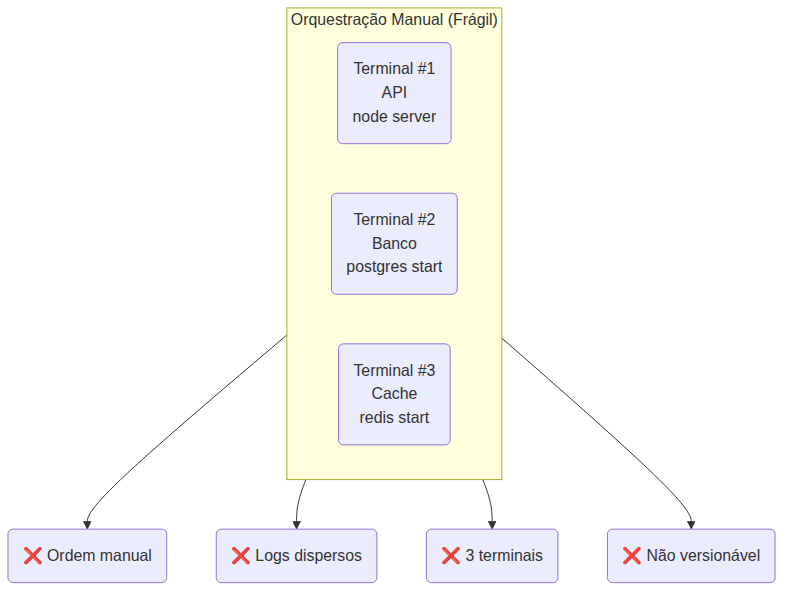 Orquestração Manual (Frágil)
Terminal #1
API
node server
Terminal #2
Banco
postgres start
Terminal #3
Cache
redis start
❌ Ordem manual
❌ Logs dispersos
❌ 3 terminais
❌ Não versionável